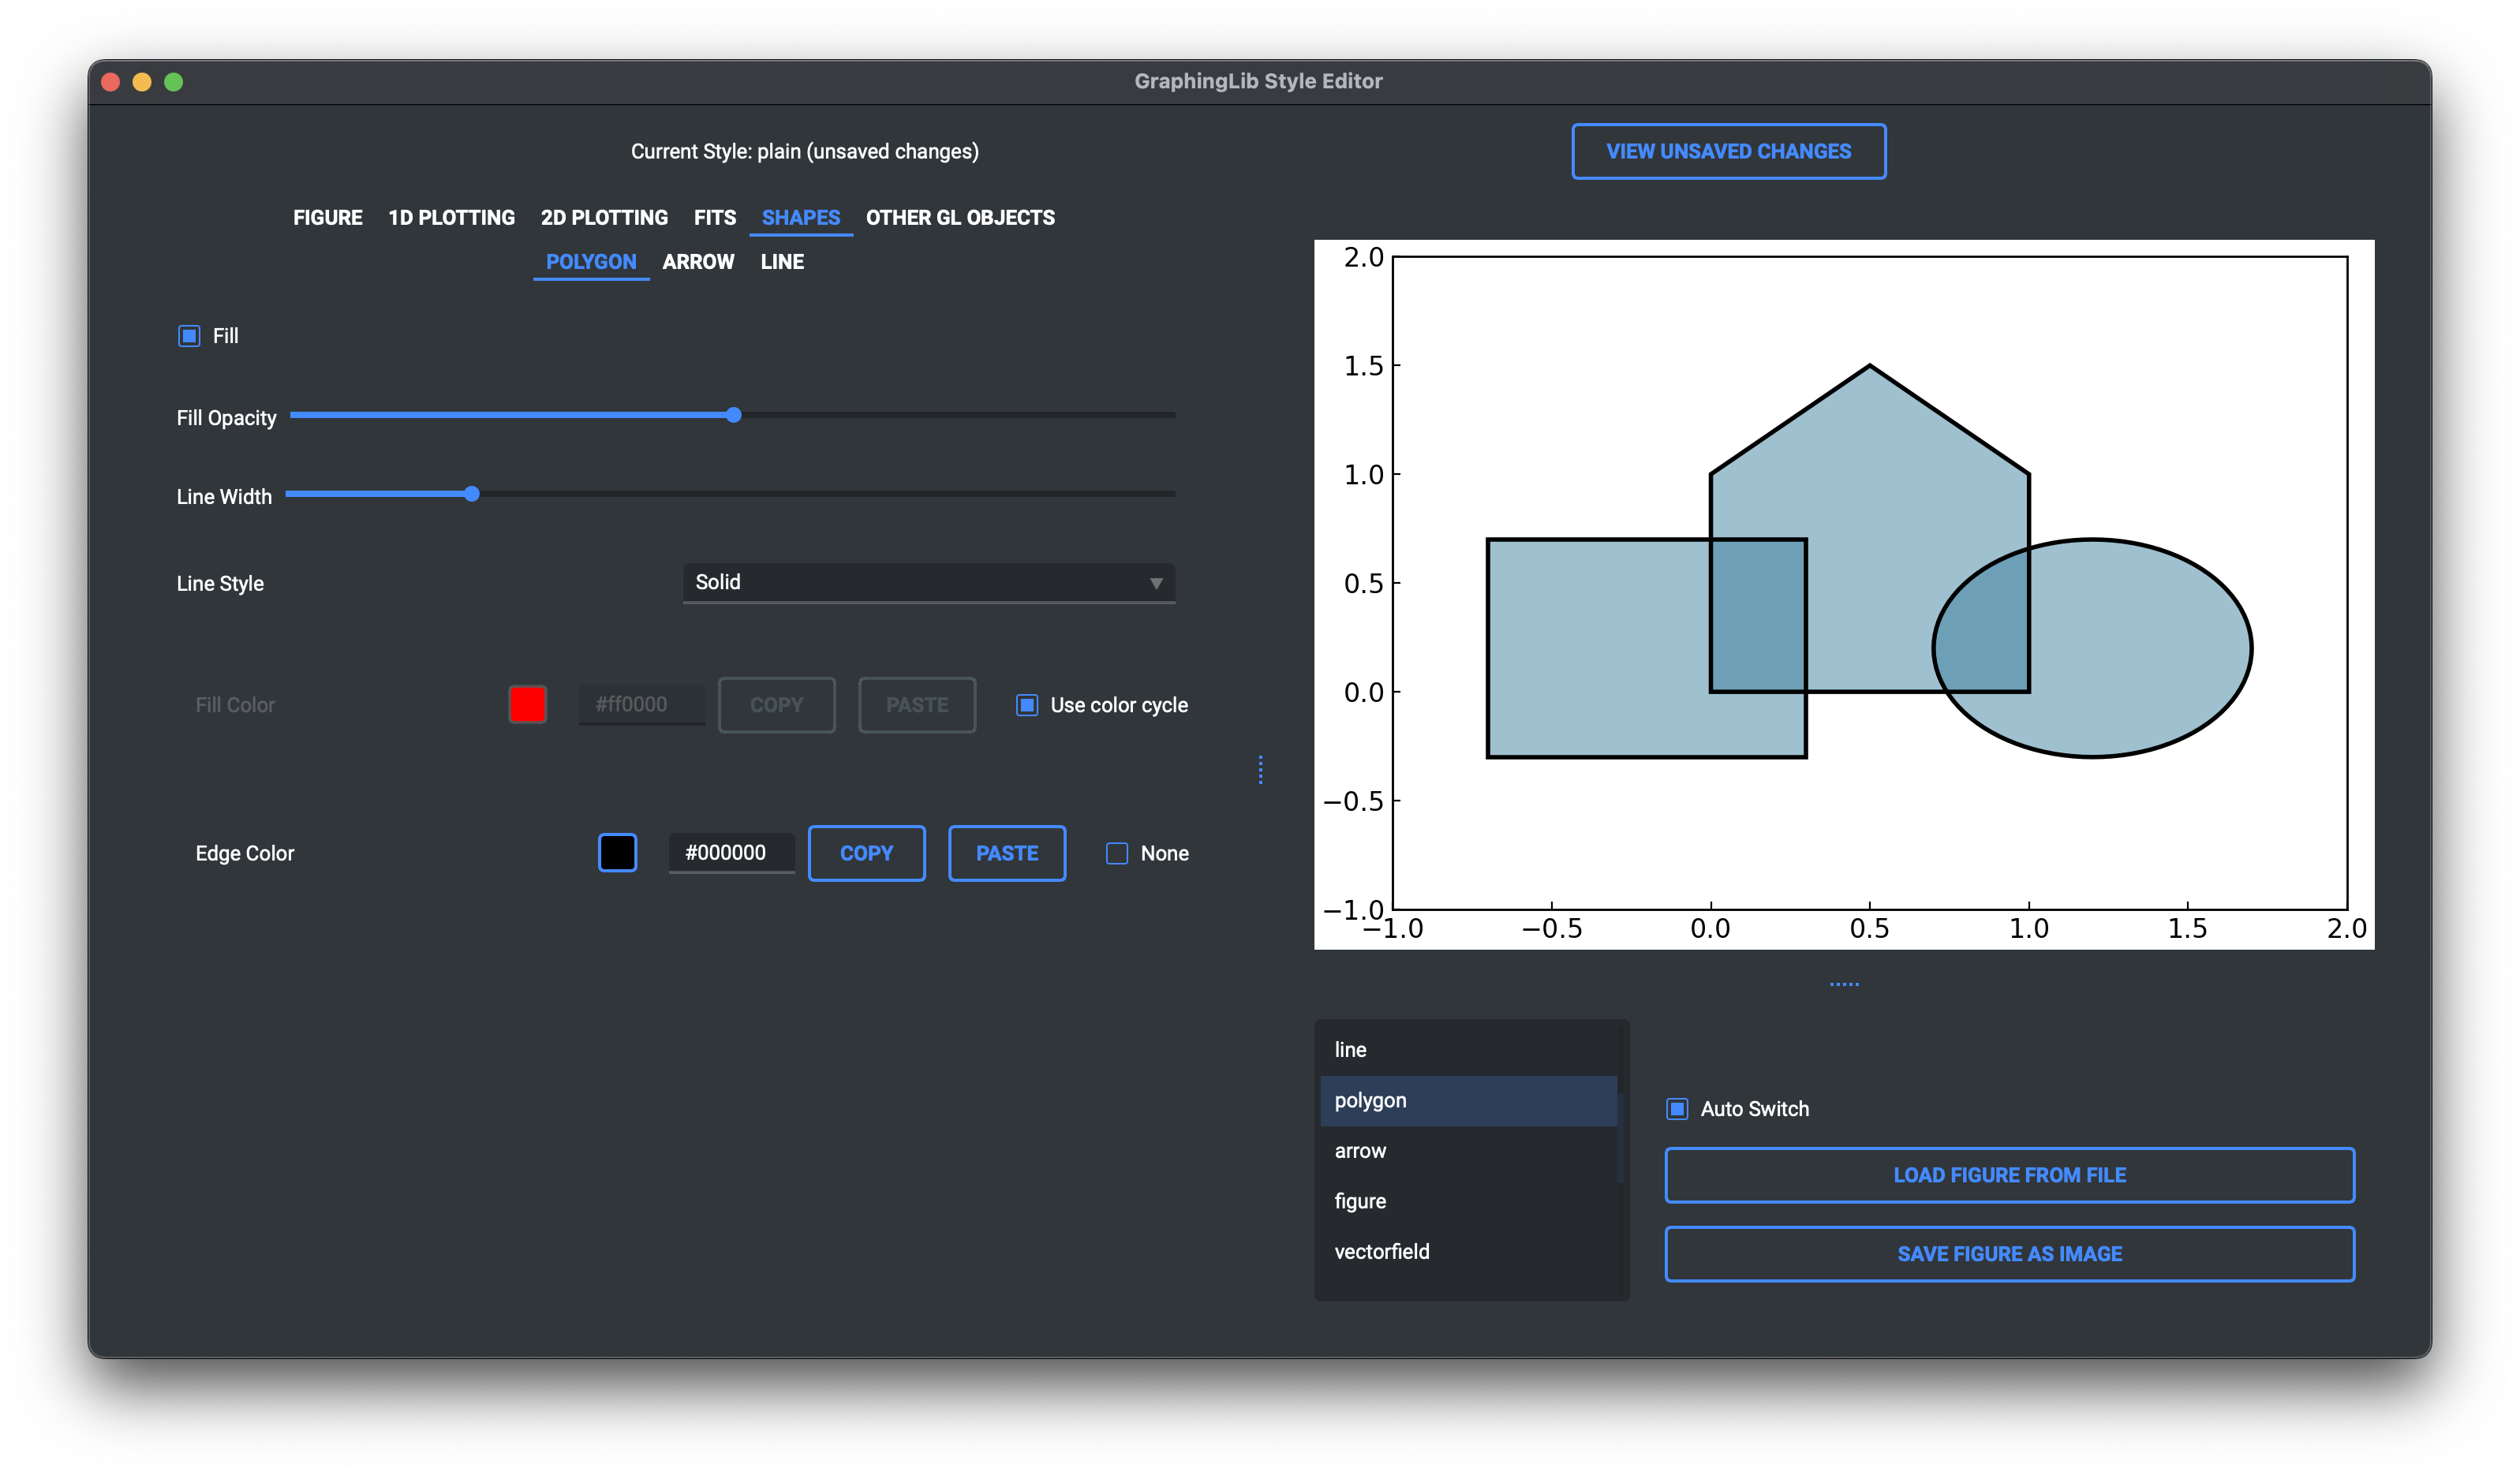 GraphingLib Style Editor
Current Style: plain (unsaved changes)
VIEW UNSAVED CHANGES
FIGURE 1D PLOTTING 2D PLOTTING FITS SHAPES OTHER GL OBJECTS
POLYGON ARROW LINE
Fill
Fill Opacity
Line Width
Line Style Solid
Fill Color #ff0000 COPY PASTE Use color cycle
Edge Color #000000 COPY PASTE None
2.0
1.5
1.0
0.5
0.0
−0.5
−1.0
−1.0 −0.5 0.0 0.5 1.0 1.5 2.0
line
polygon
arrow
figure
vectorfield
Auto Switch
LOAD FIGURE FROM FILE
SAVE FIGURE AS IMAGE